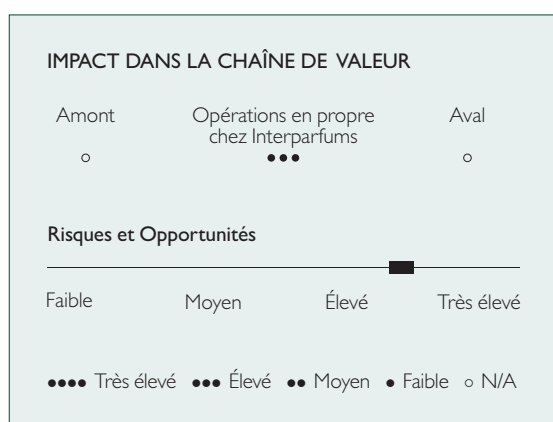 IMPACT DANS LA CHAÎNE DE VALEUR
Amont Opérations en propre Aval
chez Interparfums
○ ●●● ○
Risques et Opportunités
Faible Moyen Élevé Très élevé
●●●● Très élevé ●●● Élevé ●● Moyen ● Faible ○ N/A